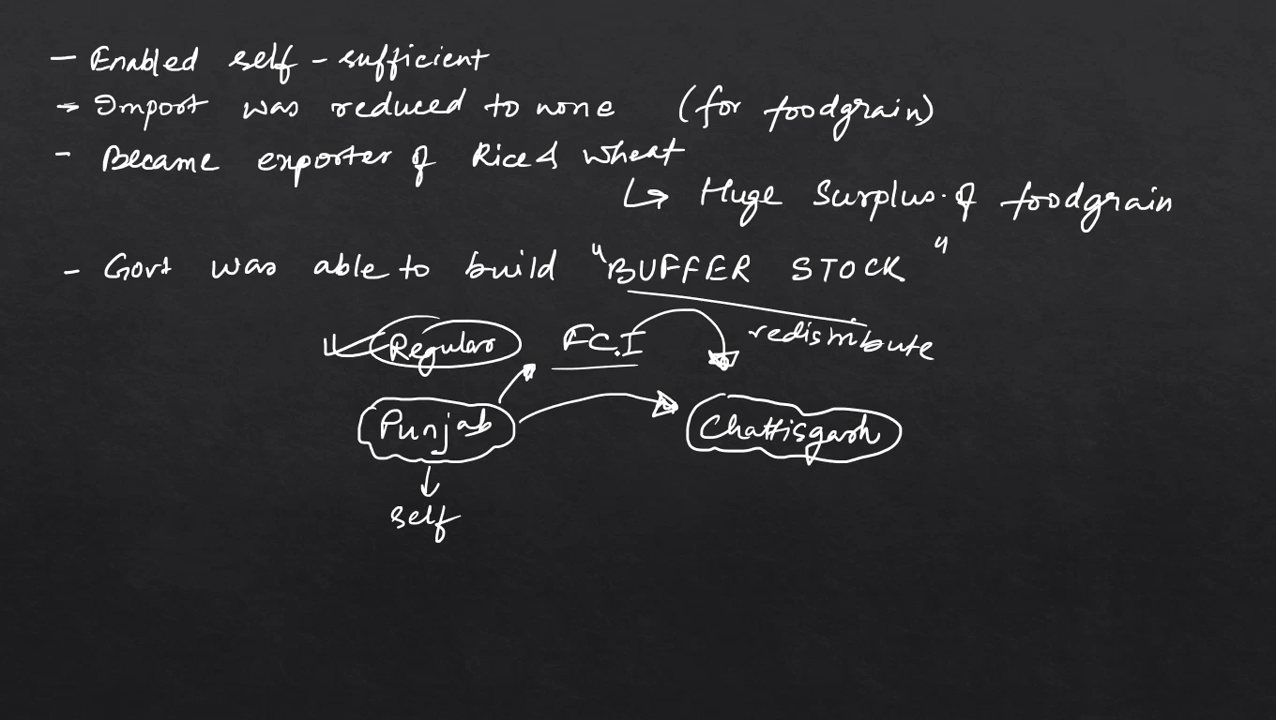 - Enabled self-sufficient
- Import was reduced to none (for foodgrain)
- Became exporter of Rice & Wheat
↳ Huge Surplus of foodgrain
- Govt was able to build "BUFFER STOCK"
Regular FC.I redistribute
Punjab Chattisgarh
self